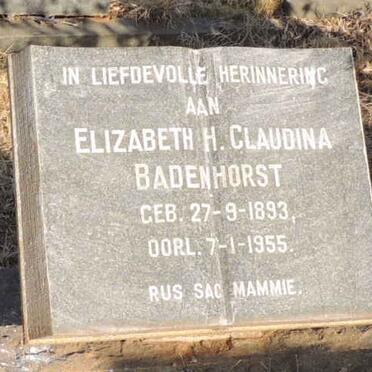 IN LIEFDEVOLLE HERINNERING
AAN
ELIZABETH H. CLAUDINA
BADENHORST
GEB. 27-9-1893,
OORL. 7-1-1955.
RUS SAG MAMMIE.